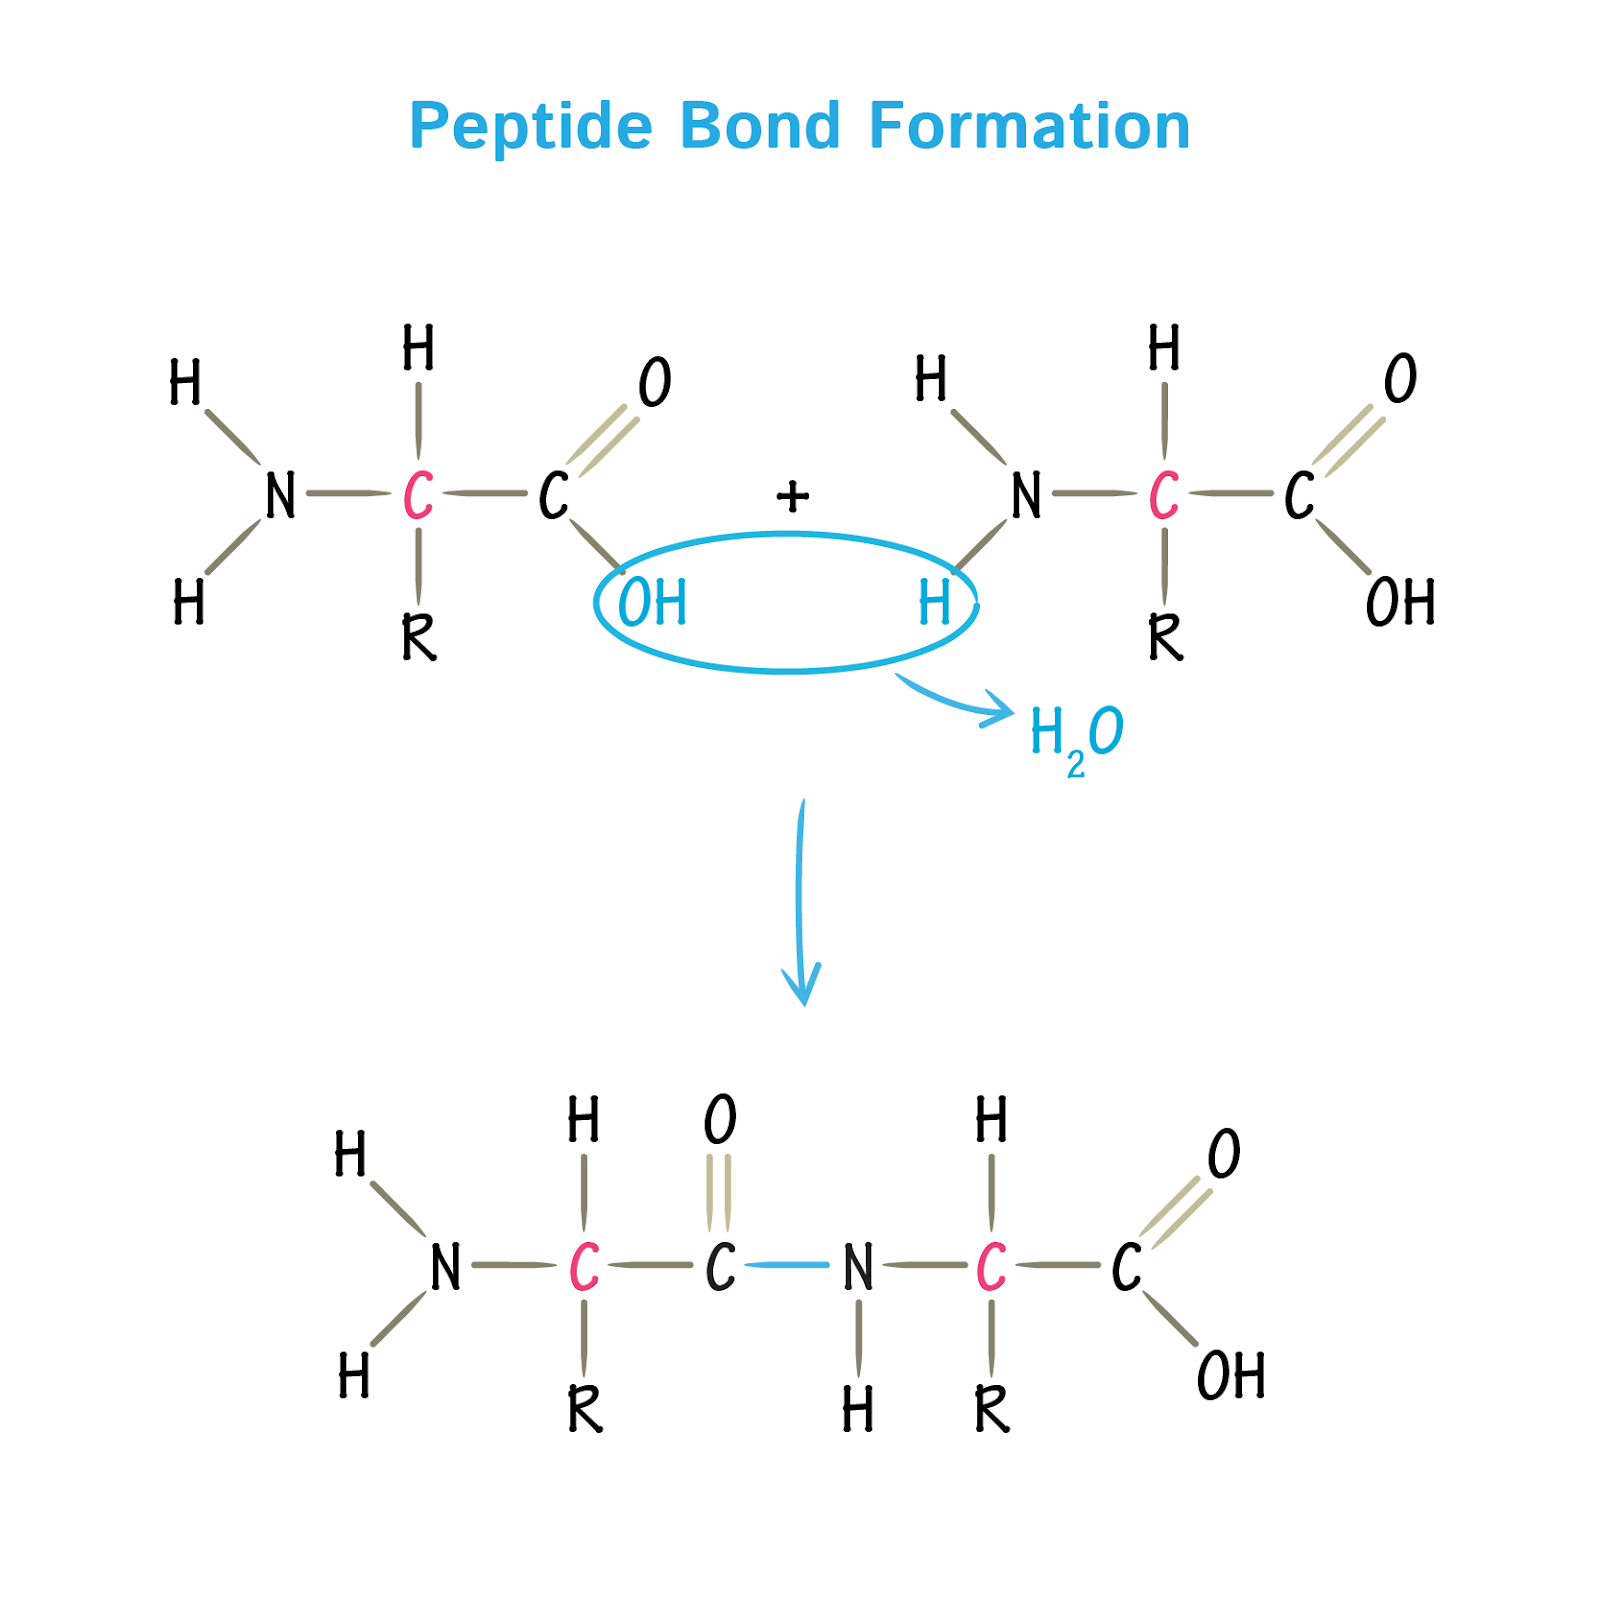 Peptide Bond Formation
H H O H H O
N C C + N C C
H R OH H R OH
H₂O
H H O H O
N C C N C C
H R H R OH